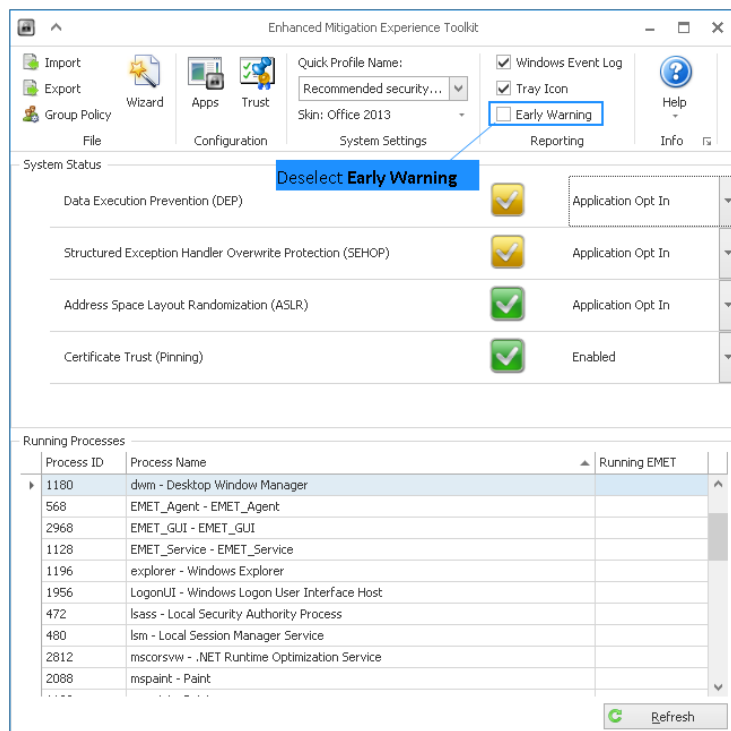 Enhanced Mitigation Experience Toolkit
Import
Export
Group Policy
File
Wizard
Apps
Trust
Configuration
Quick Profile Name:
Recommended security...
Skin: Office 2013
System Settings
Windows Event Log
Tray Icon
Early Warning
Reporting
Help
Info
Deselect Early Warning
System Status
Data Execution Prevention (DEP) Application Opt In
Structured Exception Handler Overwrite Protection (SEHOP) Application Opt In
Address Space Layout Randomization (ASLR) Application Opt In
Certificate Trust (Pinning) Enabled
Running Processes
Process ID Process Name Running EMET
1180 dwm - Desktop Window Manager
568 EMET_Agent - EMET_Agent
2968 EMET_GUI - EMET_GUI
1128 EMET_Service - EMET_Service
1196 explorer - Windows Explorer
1956 LogonUI - Windows Logon User Interface Host
472 lsass - Local Security Authority Process
480 lsm - Local Session Manager Service
2812 mscorsvw - .NET Runtime Optimization Service
2088 mspaint - Paint
Refresh